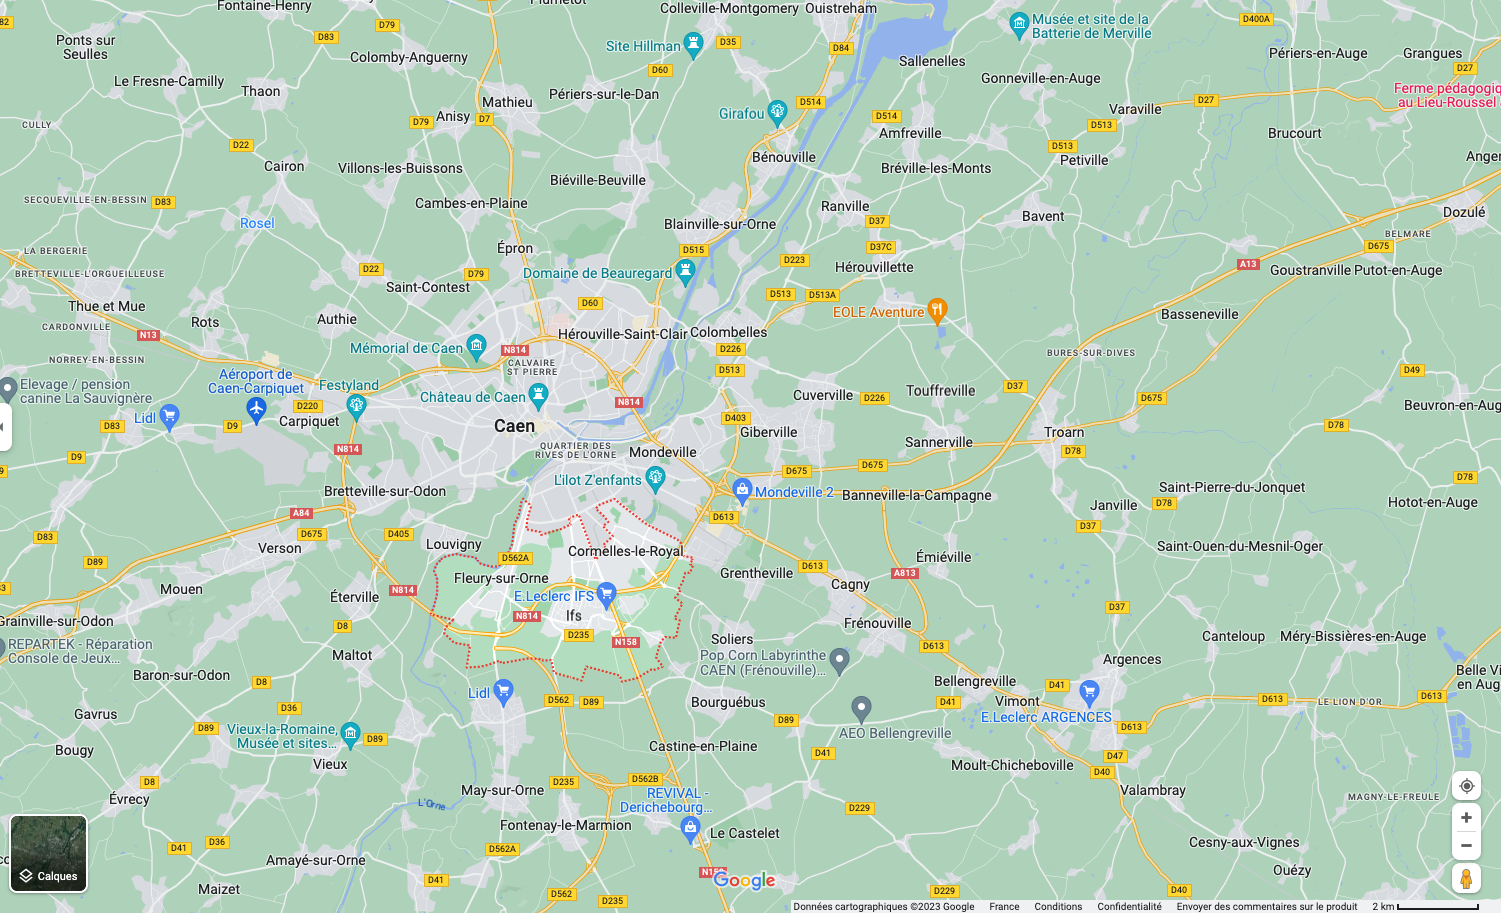 Fontaine-Henry
Plumetot
Colleville-Montgomery
Ouistreham
D79
D83
D35
D84
D60
D400A
Musée et site de la
Batterie de Merville
Ponts sur
Seulles
Colomby-Anguerny
Site Hillman
Sallenelles
Périers-en-Auge
Grangues
D27
Le Fresne-Camilly
Thaon
Mathieu
Périers-sur-le-Dan
Gonneville-en-Auge
Ferme pédagogiq
au Lieu-Roussel
CULLY
D79
Anisy
D7
Girafou
D514
D514
Varaville
D27
D513
Amfreville
Brucourt
D22
Cairon
Villons-les-Buissons
Bénouville
D513
Petiville
Bréville-les-Monts
Biéville-Beuville
SECQUEVILLE-EN-BESSIN
D83
Cambes-en-Plaine
Ranville
Rosel
Blainville-sur-Orne
D37
Bavent
Dozulé
BELMARE
LA BERGERIE
Épron
D515
D37C
D675
BRETTEVILLE-L'ORGUEILLEUSE
D22
D79
Domaine de Beauregard
D223
Hérouvillette
A13
Goustranville
Putot-en-Auge
Saint-Contest
D60
D513
D513A
EOLE Aventure
Thue et Mue
CARDONVILLE
Rots
Authie
N13
Basseneville
Hérouville-Saint-Clair
Colombelles
Mémorial de Caen
N814
D226
BURES-SUR-DIVES
NORREY-EN-BESSIN
CALVAIRE
ST PIERRE
D513
D49
Elevage / pension
canine La Sauvignère
Aéroport de
Caen-Carpiquet
Festyland
Château de Caen
N814
Cuverville
D226
Touffreville
D37
D675
Beuvron-en-Aug
Lidl
D83
D9
D220
Carpiquet
Caen
D403
Giberville
Troarn
D78
D78
D9
N814
QUARTIER DES
RIVES DE L'ORNE
Mondeville
Sannerville
D675
D675
D78
L'ilot Z'enfants
Bretteville-sur-Odon
Mondeville 2
Banneville-la-Campagne
Saint-Pierre-du-Jonquet
Janville
D78
Hotot-en-Auge
A84
D613
D37
D83
D675
D405
Verson
Louvigny
Cormelles-le-Royal
D562A
Saint-Ouen-du-Mesnil-Oger
Émiéville
D89
Grentheville
D613
A813
Fleury-sur-Orne
Cagny
Mouen
Éterville
N814
E.Leclerc IFS
D37
Grainville-sur-Odon
N814
Ifs
Frénouville
D8
D235
N158
Soliers
D613
Canteloup
Méry-Bissières-en-Auge
REPARTEK - Réparation
Console de Jeux...
Maltot
Pop Corn Labyrinthe
CAEN (Frénouville)...
Argences
Baron-sur-Odon
D8
Lidl
Bellengreville
D41
Belle Vi
en Aug
D36
D562
D89
Bourguébus
D41
Vimont
D613
LE LION D'OR
D613
Gavrus
D89
Vieux-la-Romaine,
Musée et sites...
D89
D89
AEO Bellengreville
E.Leclerc ARGENCES
D613
Bougy
Vieux
Castine-en-Plaine
D41
D47
D40
Moult-Chicheboville
D8
D235
D562B
Évrecy
May-sur-Orne
REVIVAL -
Derichebourg...
Valambray
MAGNY-LE-FREULE
L'Orne
D229
Fontenay-le-Marmion
Le Castelet
D36
D41
D562A
Cesny-aux-Vignes
Amayé-sur-Orne
Ouézy
Calques
Maizet
D41
D562
D235
Google
D229
D40
Données cartographiques ©2023 Google France Conditions Confidentialité Envoyer des commentaires sur le produit 2 km